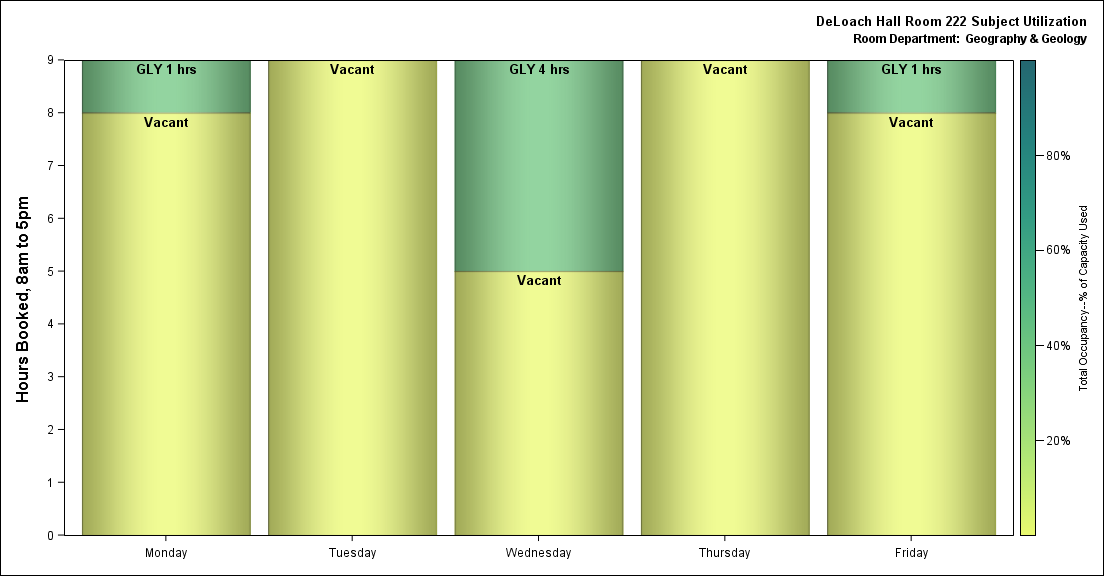 DeLoach Hall Room 222 Subject Utilization
Room Department: Geography & Geology
Hours Booked, 8am to 5pm
9
8
7
6
5
4
3
2
1
0
GLY 1 hrs
Vacant
Vacant
GLY 4 hrs
Vacant
Vacant
GLY 1 hrs
Vacant
Monday
Tuesday
Wednesday
Thursday
Friday
80%
60%
40%
20%
Total Occupancy--% of Capacity Used